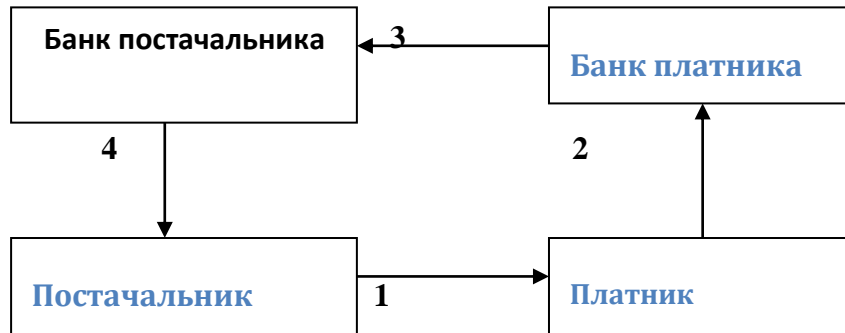 Банк постачальника
3
Банк платника
4
2
Постачальник
1
Платник